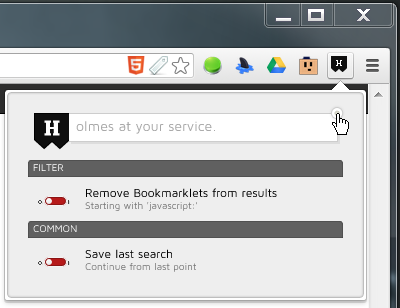 H
H olmes at your service.
FILTER
Remove Bookmarklets from results
Starting with 'javascript:'
COMMON
Save last search
Continue from last point